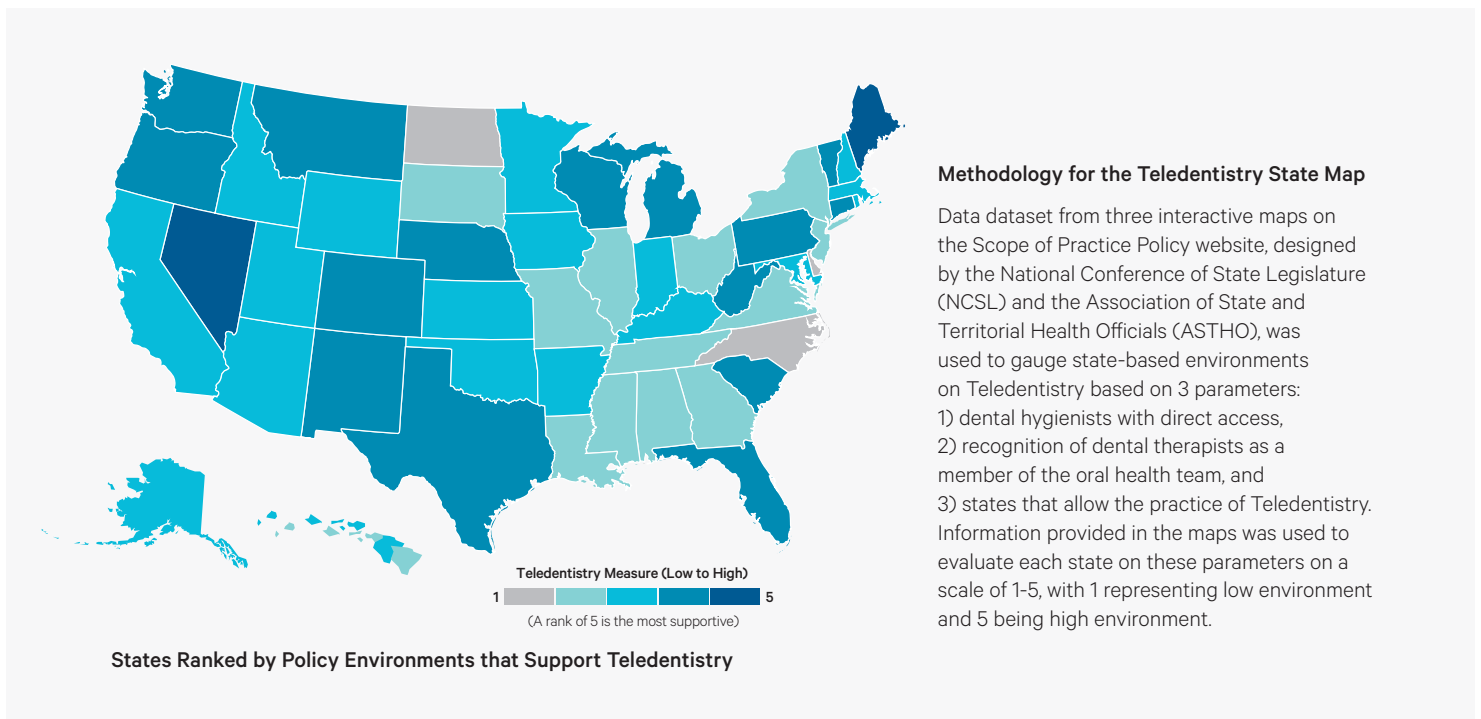 Methodology for the Teledentistry State Map
Data dataset from three interactive maps on
the Scope of Practice Policy website, designed
by the National Conference of State Legislature
(NCSL) and the Association of State and
Territorial Health Officials (ASTHO), was
used to gauge state-based environments
on Teledentistry based on 3 parameters:
1) dental hygienists with direct access,
2) recognition of dental therapists as a
member of the oral health team, and
3) states that allow the practice of Teledentistry.
Information provided in the maps was used to
evaluate each state on these parameters on a
scale of 1-5, with 1 representing low environment
and 5 being high environment.
Teledentistry Measure (Low to High)
1 5
(A rank of 5 is the most supportive)
States Ranked by Policy Environments that Support Teledentistry